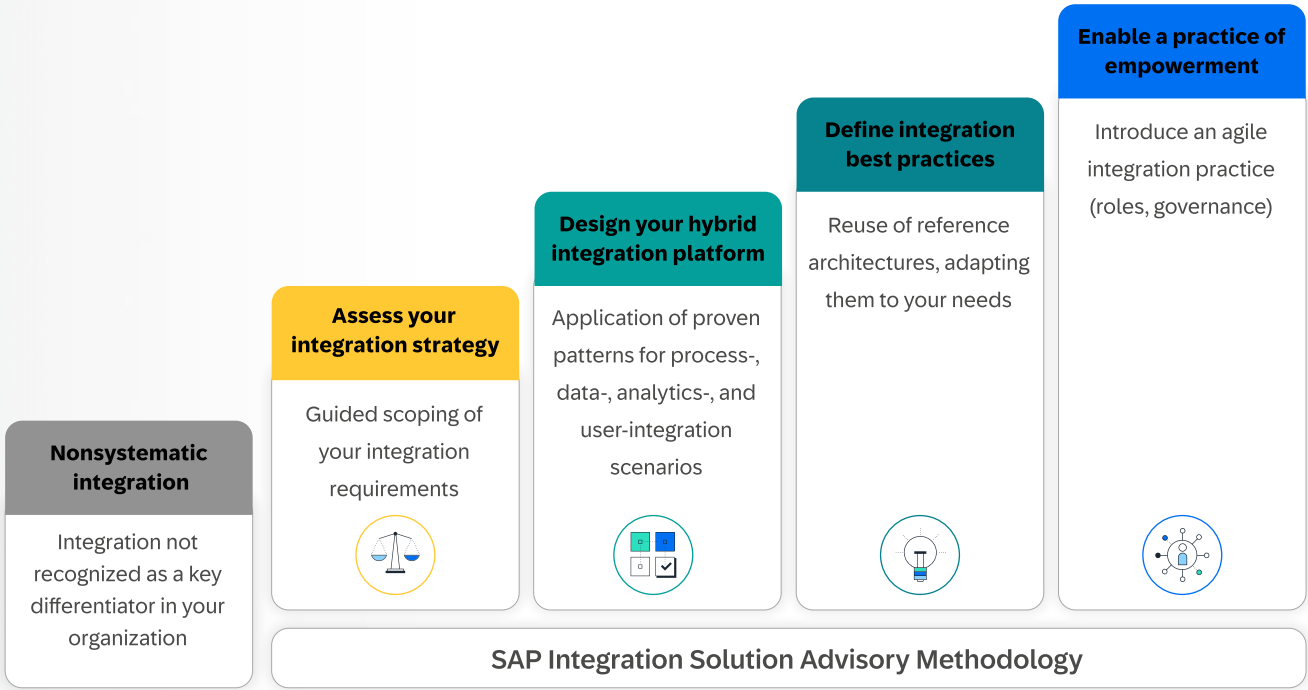 Nonsystematic
integration
Integration not
recognized as a key
differentiator in your
organization
Assess your
integration strategy
Guided scoping of
your integration
requirements
Design your hybrid
integration platform
Application of proven
patterns for process-,
data-, analytics-, and
user-integration
scenarios
Define integration
best practices
Reuse of reference
architectures, adapting
them to your needs
Enable a practice of
empowerment
Introduce an agile
integration practice
(roles, governance)
SAP Integration Solution Advisory Methodology